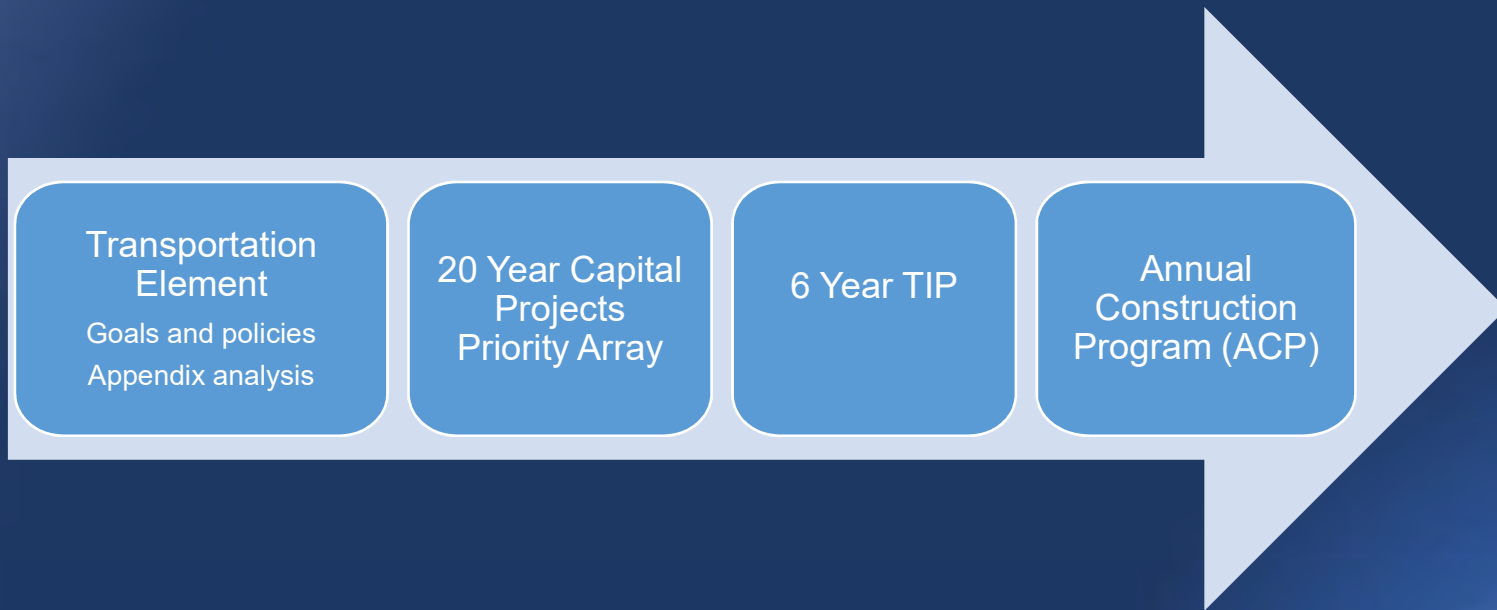 Transportation
Element
Goals and policies
Appendix analysis
20 Year Capital
Projects
Priority Array
6 Year TIP
Annual
Construction
Program (ACP)